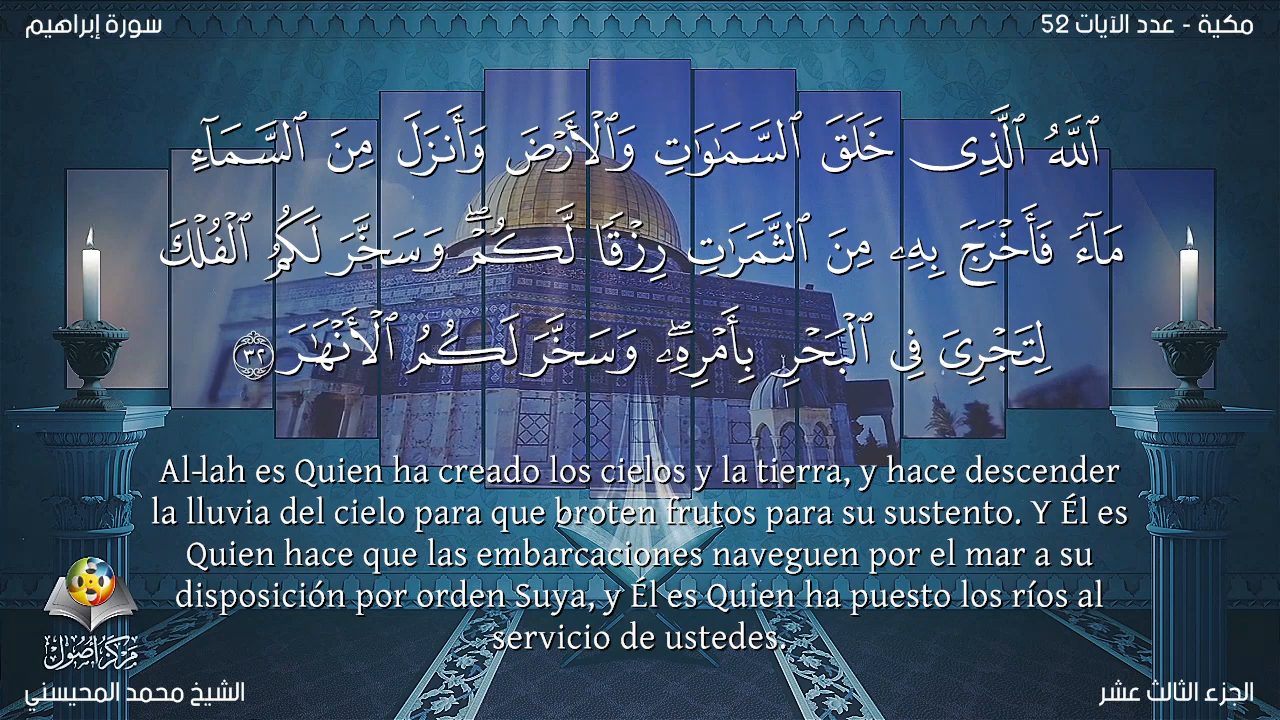 سورة إبراهيم
مكية - عدد الآيات 52
ٱللَّهُ ٱلَّذِى خَلَقَ ٱلسَّمَٰوَٰتِ وَٱلْأَرْضَ وَأَنزَلَ مِنَ ٱلسَّمَآءِ
مَآءً فَأَخْرَجَ بِهِۦ مِنَ ٱلثَّمَرَٰتِ رِزْقًا لَّكُمْ ۖ وَسَخَّرَ لَكُمُ ٱلْفُلْكَ
لِتَجْرِىَ فِى ٱلْبَحْرِ بِأَمْرِهِۦ ۖ وَسَخَّرَ لَكُمُ ٱلْأَنْهَٰرَ ٣٢
Al-lah es Quien ha creado los cielos y la tierra, y hace descender
la lluvia del cielo para que broten frutos para su sustento. Y Él es
Quien hace que las embarcaciones naveguen por el mar a su
disposición por orden Suya, y Él es Quien ha puesto los ríos al
servicio de ustedes.
مركز أصول
الشيخ محمد المحيسني
الجزء الثالث عشر